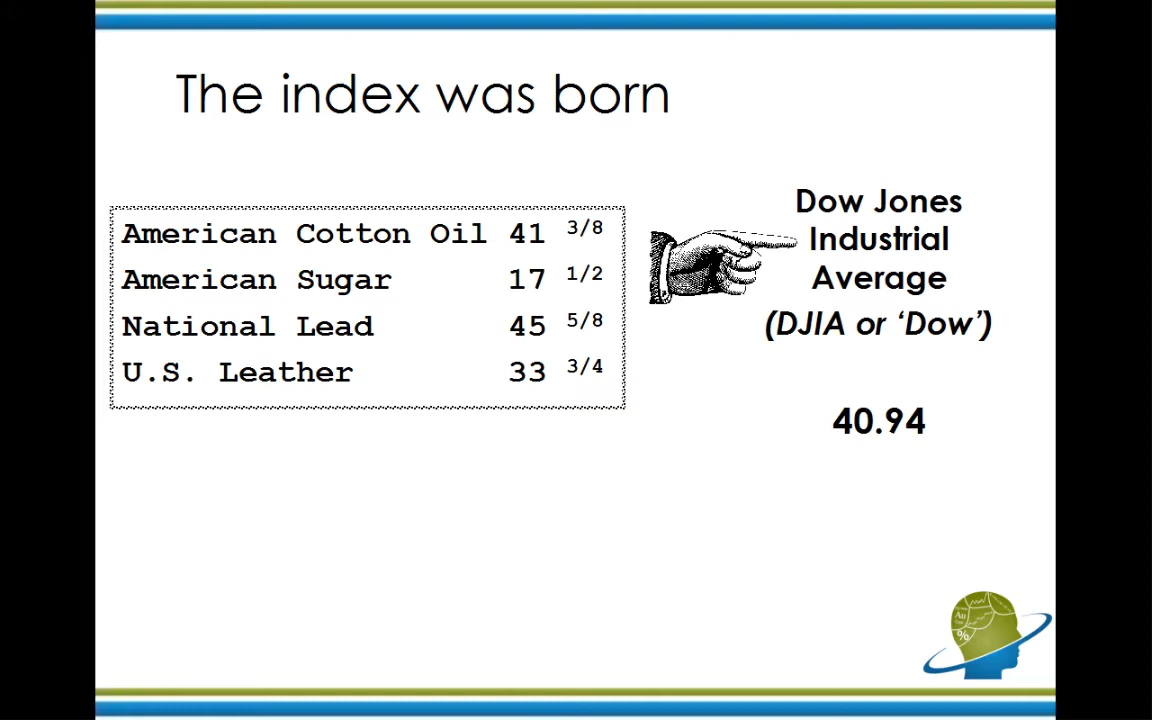 The index was born
American Cotton Oil 41 3/8
American Sugar 17 1/2
National Lead 45 5/8
U.S. Leather 33 3/4
Dow Jones
Industrial
Average
(DJIA or ‘Dow’)
40.94
Au
%